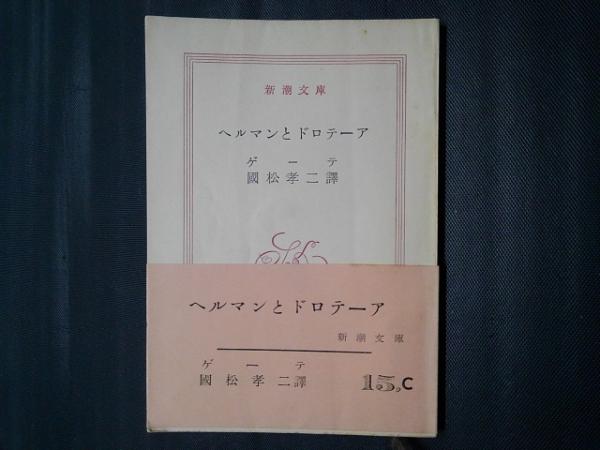 新潮文庫
ヘルマンとドロテーア
ゲーテ
國松孝二譯
ヘルマンとドロテーア
新潮文庫
ゲーテ
國松孝二譯
15,C